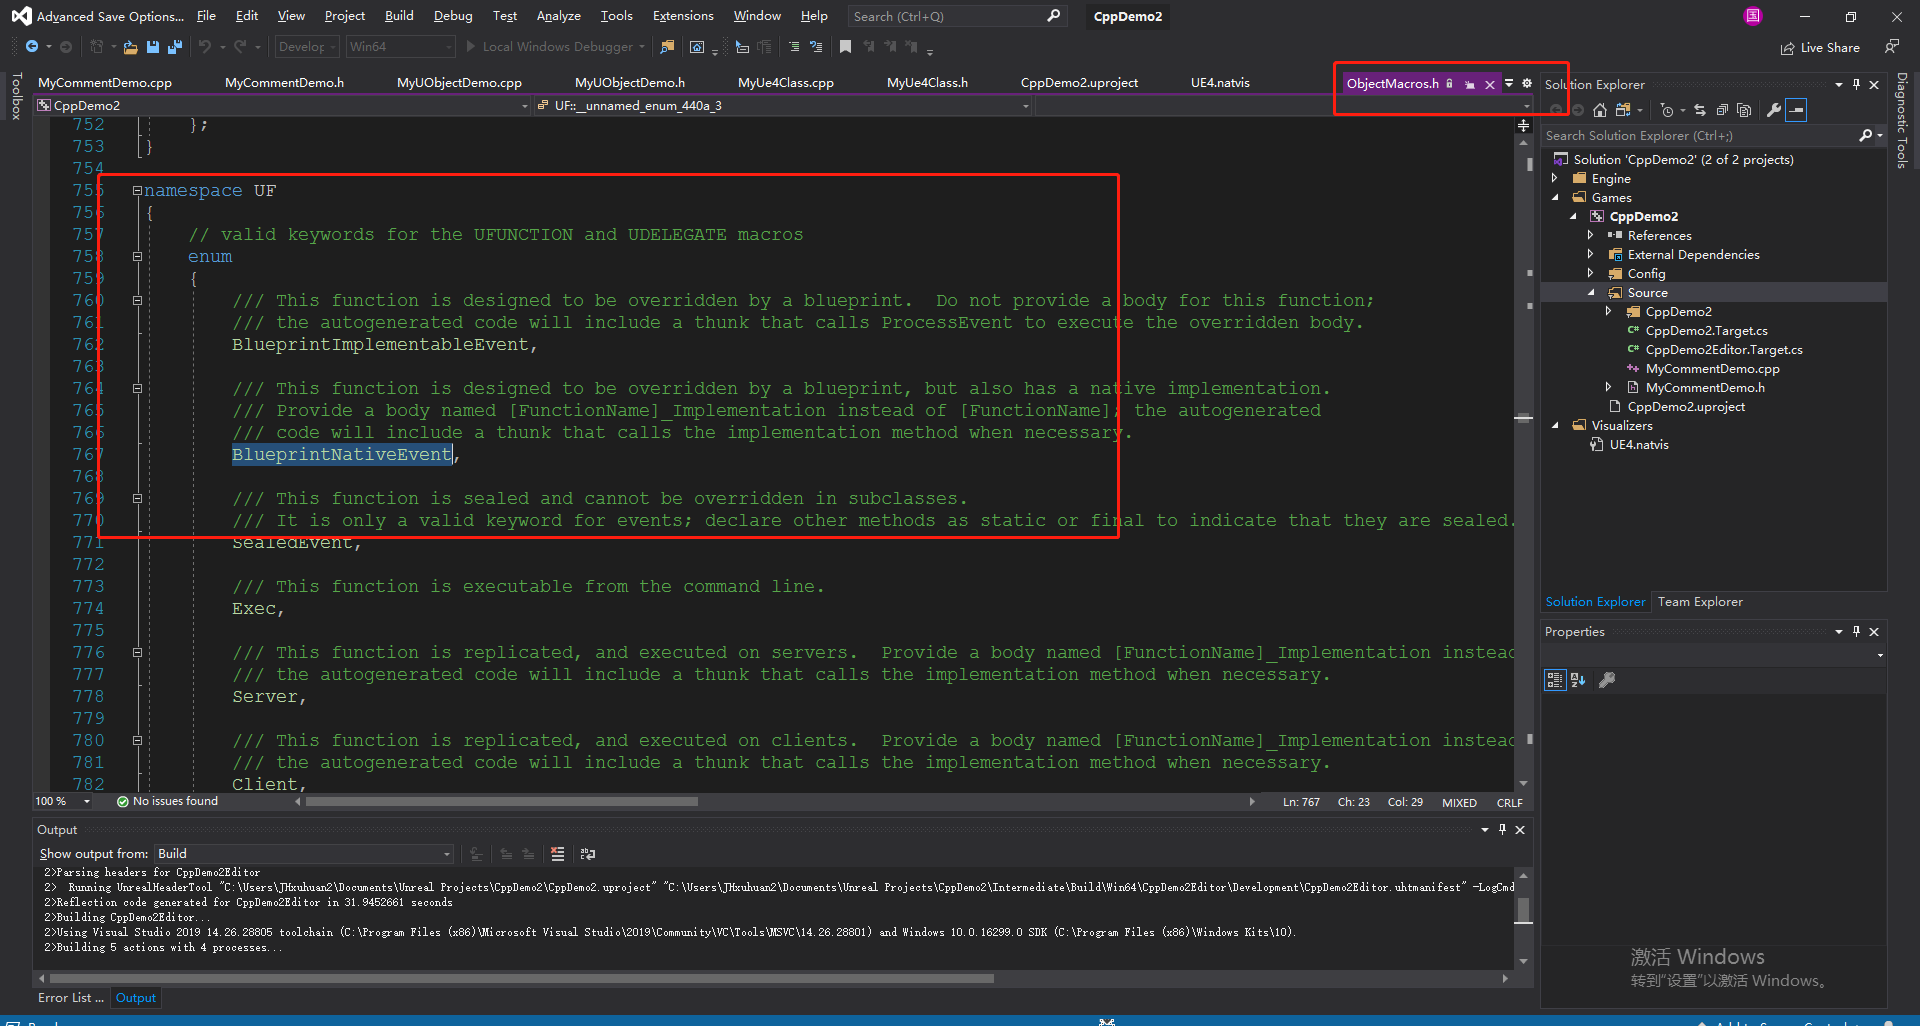 Advanced Save Options... File Edit View Project Build Debug Test Analyze Tools Extensions Window Help Search (Ctrl+Q) CppDemo2
国
Develop Win64 Local Windows Debugger Live Share
Toolbox
MyCommentDemo.cpp MyCommentDemo.h MyUObjectDemo.cpp MyUObjectDemo.h MyUe4Class.cpp MyUe4Class.h CppDemo2.uproject UE4.natvis ObjectMacros.h
CppDemo2 UF::__unnamed_enum_440a_3
752 };
753 }
754
755 namespace UF
756 {
757 // valid keywords for the UFUNCTION and UDELEGATE macros
758 enum
759 {
760 /// This function is designed to be overridden by a blueprint.  Do not provide a body for this function;
761 /// the autogenerated code will include a thunk that calls ProcessEvent to execute the overridden body.
762 BlueprintImplementableEvent,
763
764 /// This function is designed to be overridden by a blueprint, but also has a native implementation.
765 /// Provide a body named [FunctionName]_Implementation instead of [FunctionName]; the autogenerated
766 /// code will include a thunk that calls the implementation method when necessary.
767 BlueprintNativeEvent,
768
769 /// This function is sealed and cannot be overridden in subclasses.
770 /// It is only a valid keyword for events; declare other methods as static or final to indicate that they are sealed.
771 SealedEvent,
772
773 /// This function is executable from the command line.
774 Exec,
775
776 /// This function is replicated, and executed on servers.  Provide a body named [FunctionName]_Implementation instead
777 /// the autogenerated code will include a thunk that calls the implementation method when necessary.
778 Server,
779
780 /// This function is replicated, and executed on clients.  Provide a body named [FunctionName]_Implementation instead
781 /// the autogenerated code will include a thunk that calls the implementation method when necessary.
782 Client,
100 % No issues found Ln: 767 Ch: 23 Col: 29 MIXED CRLF
Output
Show output from: Build
2>Parsing headers for CppDemo2Editor
2>  Running UnrealHeaderTool "C:\Users\JHxuhuan2\Documents\Unreal Projects\CppDemo2\CppDemo2.uproject" "C:\Users\JHxuhuan2\Documents\Unreal Projects\CppDemo2\Intermediate\Build\Win64\CppDemo2Editor\Development\CppDemo2Editor.uhtmanifest" -LogCmd
2>Reflection code generated for CppDemo2Editor in 31.9452661 seconds
2>Building CppDemo2Editor...
2>Using Visual Studio 2019 14.26.28805 toolchain (C:\Program Files (x86)\Microsoft Visual Studio\2019\Community\VC\Tools\MSVC\14.26.28801) and Windows 10.0.16299.0 SDK (C:\Program Files (x86)\Windows Kits\10).
2>Building 5 actions with 4 processes...
Error List ... Output
Solution Explorer
Search Solution Explorer (Ctrl+;)
Solution 'CppDemo2' (2 of 2 projects)
Engine
Games
CppDemo2
References
External Dependencies
Config
Source
CppDemo2
CppDemo2.Target.cs
CppDemo2Editor.Target.cs
MyCommentDemo.cpp
MyCommentDemo.h
CppDemo2.uproject
Visualizers
UE4.natvis
Solution Explorer Team Explorer
Properties
Diagnostic Tools
激活 Windows
转到"设置"以激活 Windows。